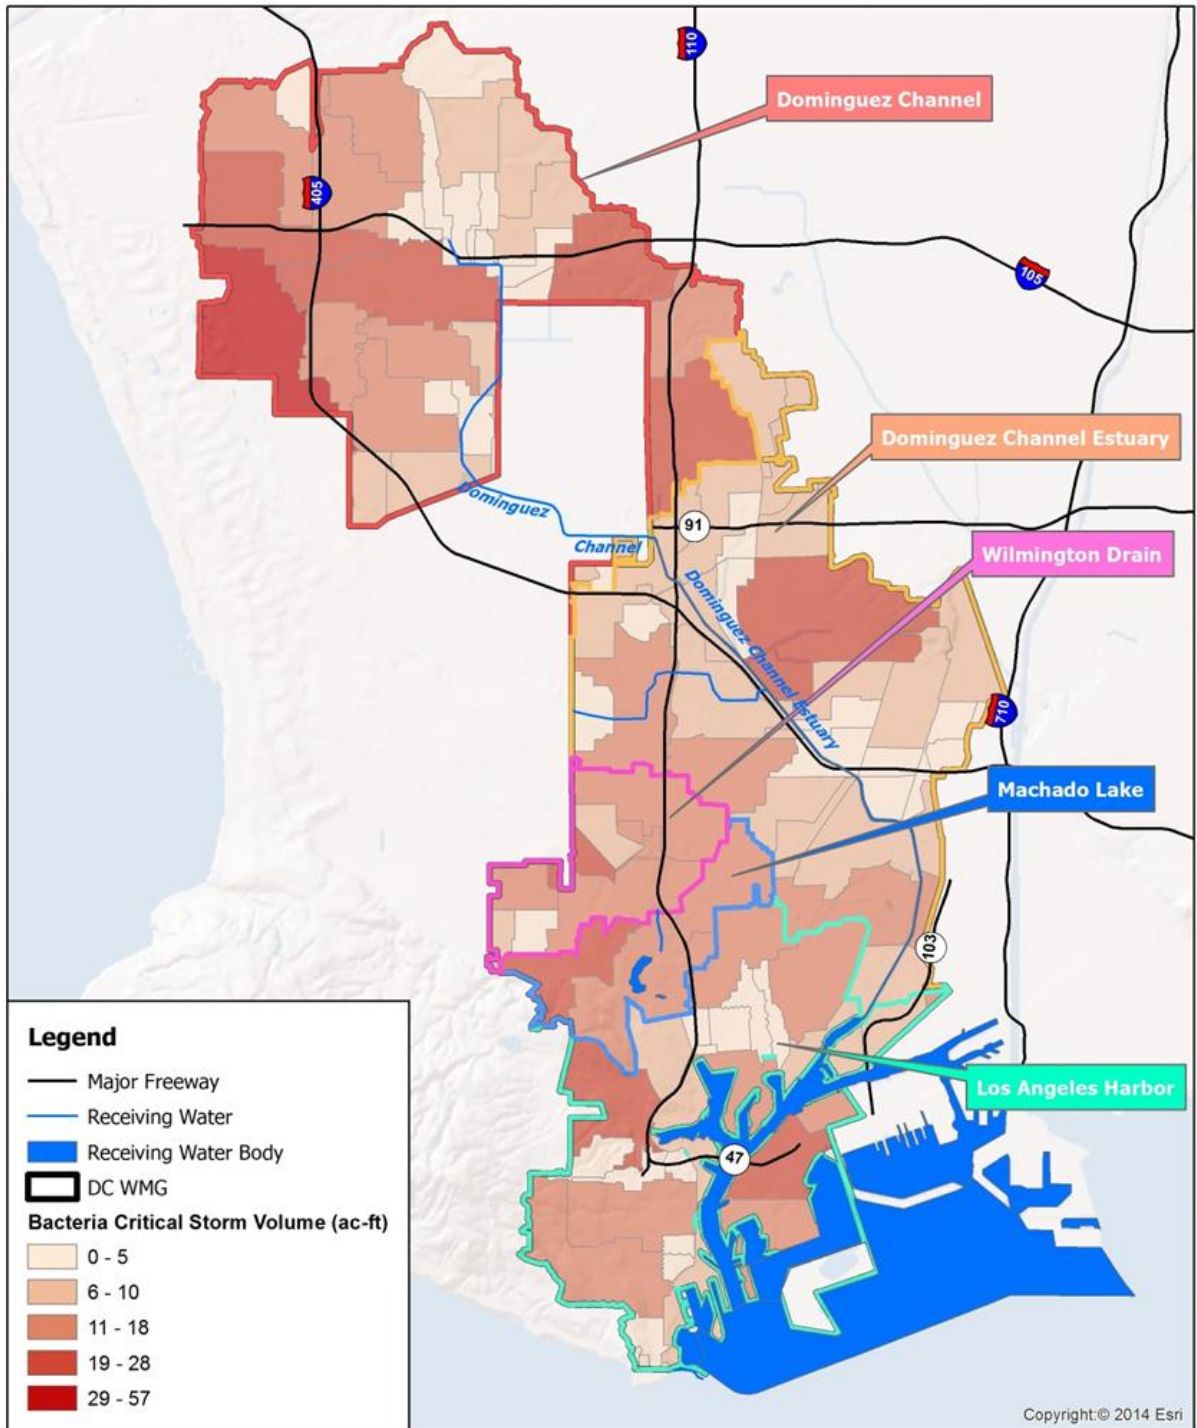 110
Dominguez Channel
405
105
Dominguez Channel Estuary
Dominguez
91
Channel
Wilmington Drain
Dominguez Channel Estuary
710
Machado Lake
103
Los Angeles Harbor
47
Legend
Major Freeway
Receiving Water
Receiving Water Body
DC WMG
Bacteria Critical Storm Volume (ac-ft)
0 - 5
6 - 10
11 - 18
19 - 28
29 - 57
Copyright:© 2014 Esri